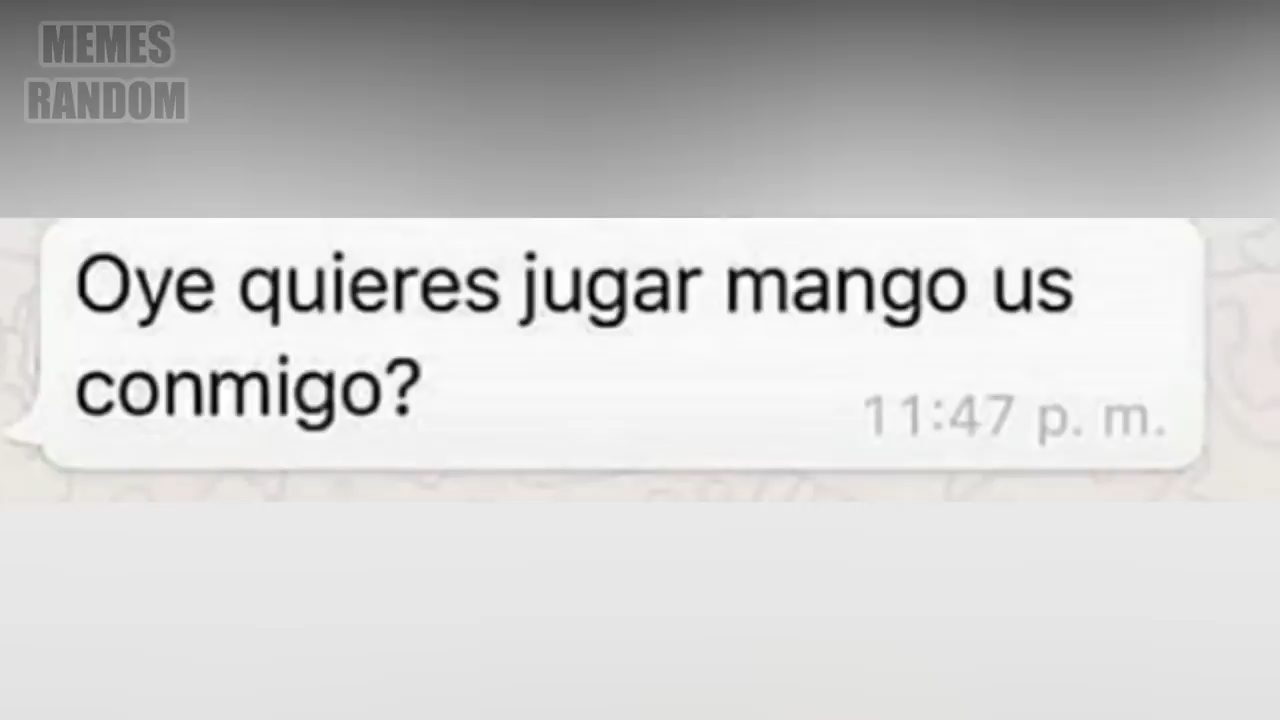 MEMES
RANDOM
Oye quieres jugar mango us
conmigo?
11:47 p. m.